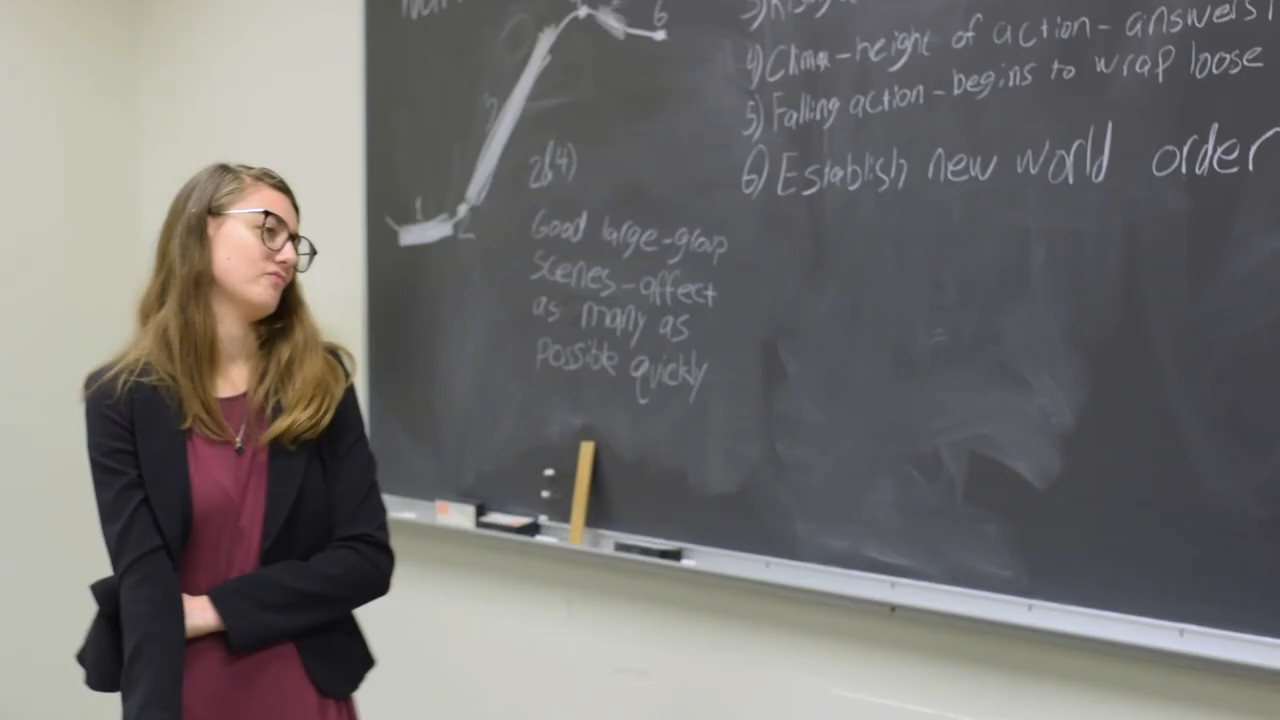 6
4) Climax-height of action-answers
5) Falling action-begins to wrap loose
6) Establish new world order
1
2
2&4)
Good large-group
scenes-affect
as many as
possible quickly